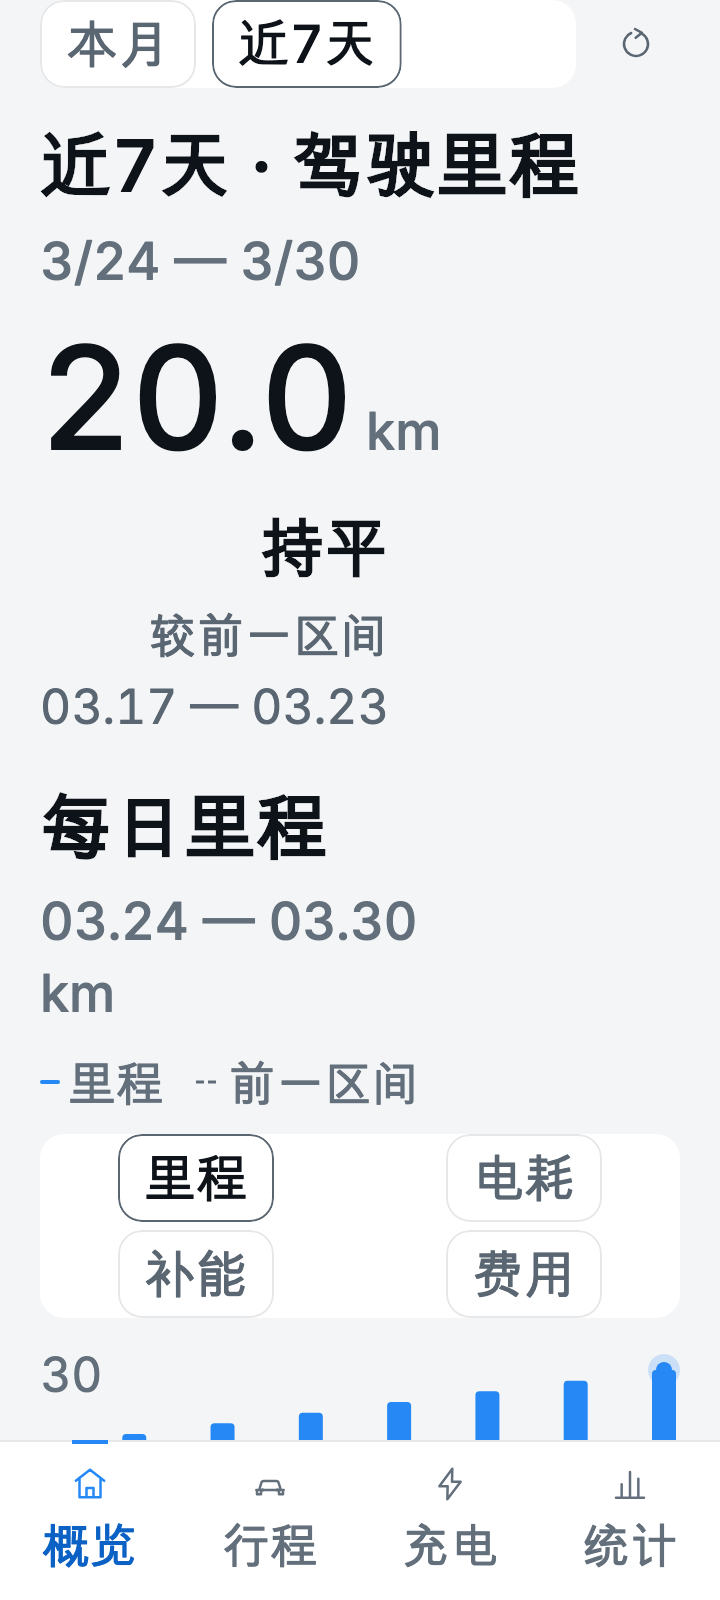 本月 近7天
近7天 · 驾驶里程
3/24 — 3/30
20.0 km
持平
较前一区间
03.17 — 03.23
每日里程
03.24 — 03.30
km
里程 前一区间
里程 电耗
补能 费用
30
概览 行程 充电 统计